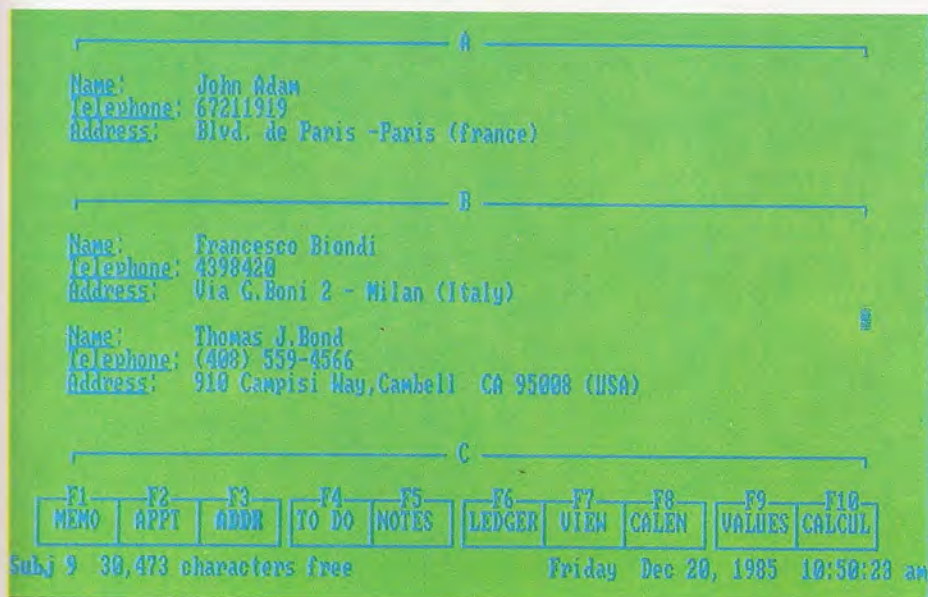 A
Name: John Adam
Telephone: 67211919
Address: Blvd. de Paris -Paris (france)
B
Name: Francesco Biondi
Telephone: 4398420
Address: Via G.Boni 2 - Milan (Italy)
Name: Thomas J.Bond
Telephone: (408) 559-4566
Address: 910 Campisi Way,Cambell CA 95008 (USA)
C
F1 F2 F3 F4 F5 F6 F7 F8 F9 F10
MEMO APPT ADDR TO DO NOTES LEDGER VIEW CALEN VALUES CALCUL
Subj 9 30,473 characters free Friday Dec 20, 1985 10:50:23 am